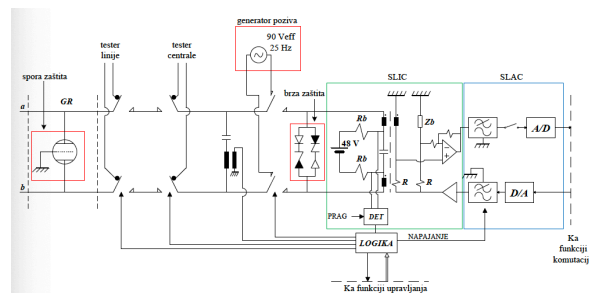 generator poziva
90 Veff
25 Hz
tester
linije
tester
centrale
spora zaštita
GR
brza zaštita
SLIC
SLAC
a
b
Rb
48 V
Rb
Zb
R
R
A/D
D/A
PRAG
DET
LOGIKA
NAPAJANJE
Ka
funkciji
komutacij
Ka funkciji upravljanja